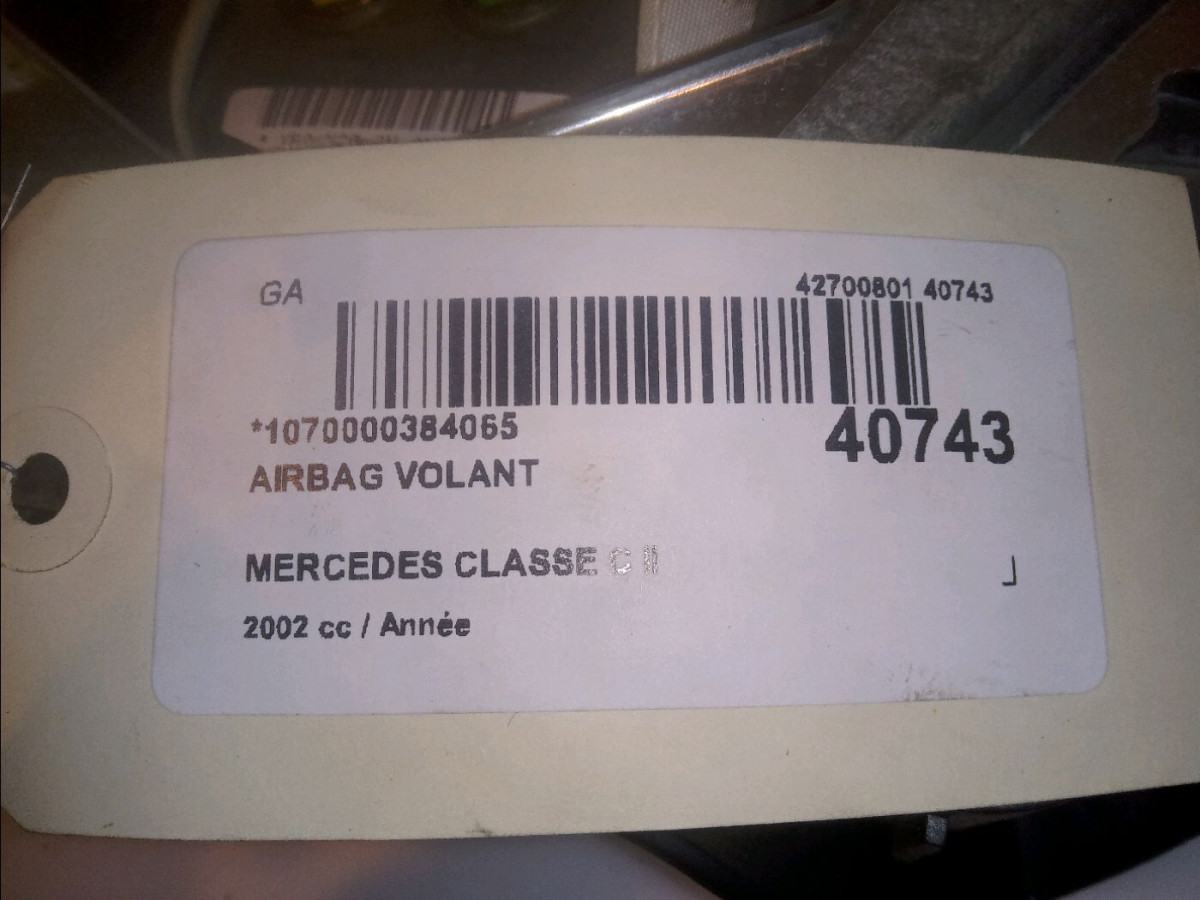 GA
42700801 40743
*1070000384065
40743
AIRBAG VOLANT
MERCEDES CLASSE C II
2002 cc / Année